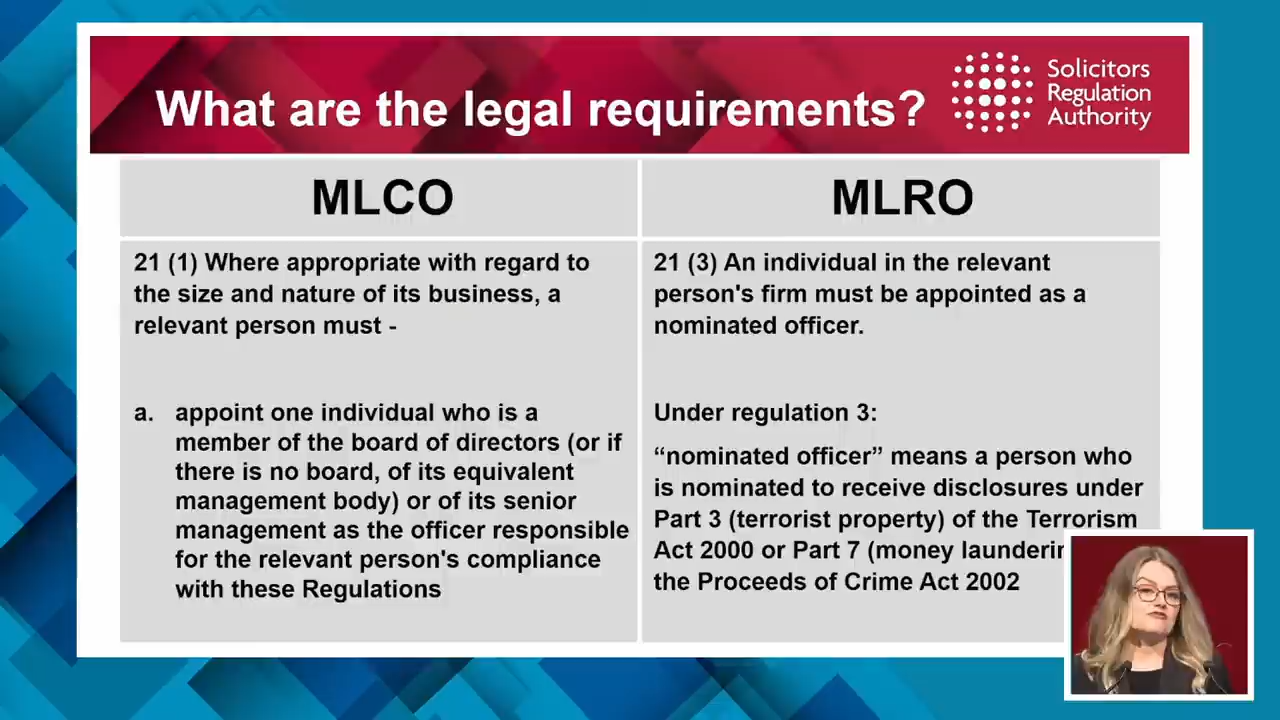 What are the legal requirements?
Solicitors
Regulation
Authority
MLCO
MLRO
21 (1) Where appropriate with regard to
the size and nature of its business, a
relevant person must -
a. appoint one individual who is a
member of the board of directors (or if
there is no board, of its equivalent
management body) or of its senior
management as the officer responsible
for the relevant person's compliance
with these Regulations
21 (3) An individual in the relevant
person's firm must be appointed as a
nominated officer.
Under regulation 3:
“nominated officer” means a person who
is nominated to receive disclosures under
Part 3 (terrorist property) of the Terrorism
Act 2000 or Part 7 (money
the Proceeds of Crime Act 2002